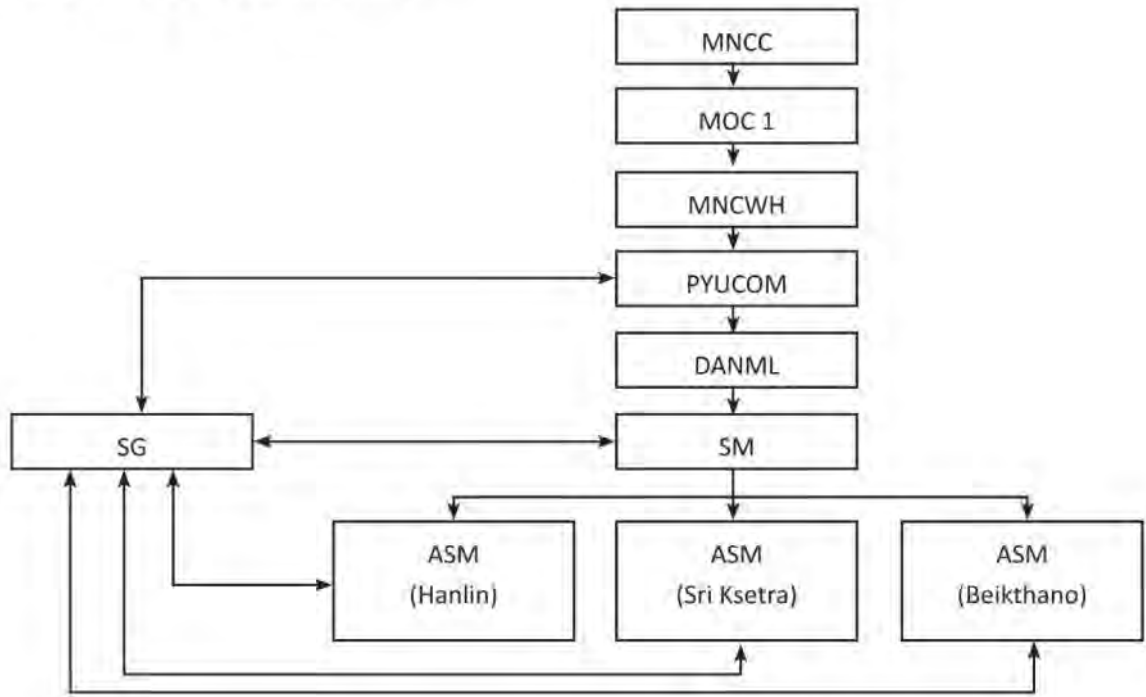 MNCC
MOC 1
MNCWH
PYUCOM
DANML
SG
SM
ASM
(Hanlin)
ASM
(Sri Ksetra)
ASM
(Beikthano)